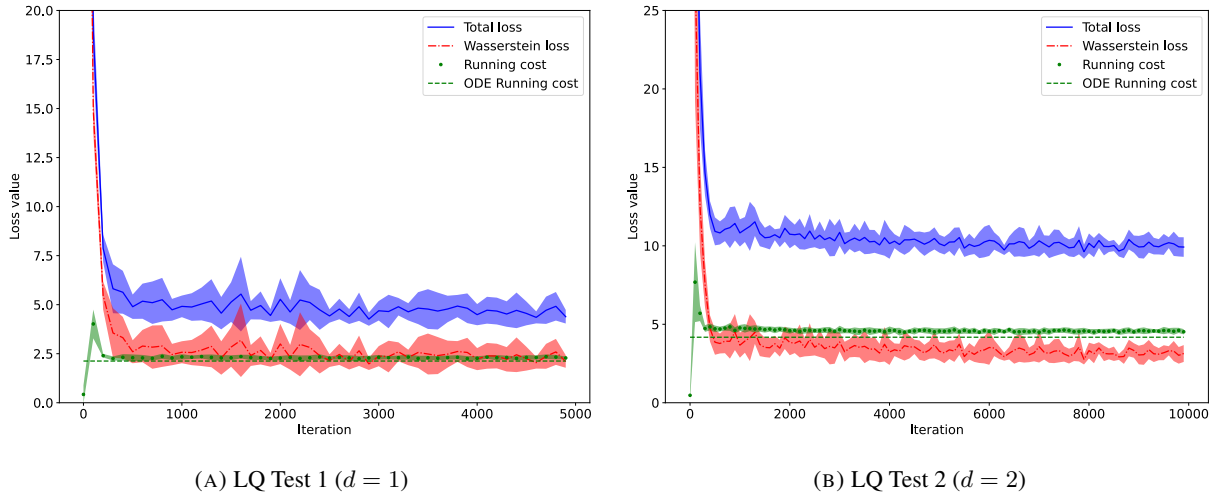 20.0
17.5
15.0
12.5
10.0
7.5
5.0
2.5
0.0
Loss value
0
1000
2000
3000
4000
5000
Iteration
Total loss
Wasserstein loss
Running cost
ODE Running cost
(A) LQ Test 1 (d = 1)
25
20
15
10
5
0
Loss value
0
2000
4000
6000
8000
10000
Iteration
Total loss
Wasserstein loss
Running cost
ODE Running cost
(B) LQ Test 2 (d = 2)